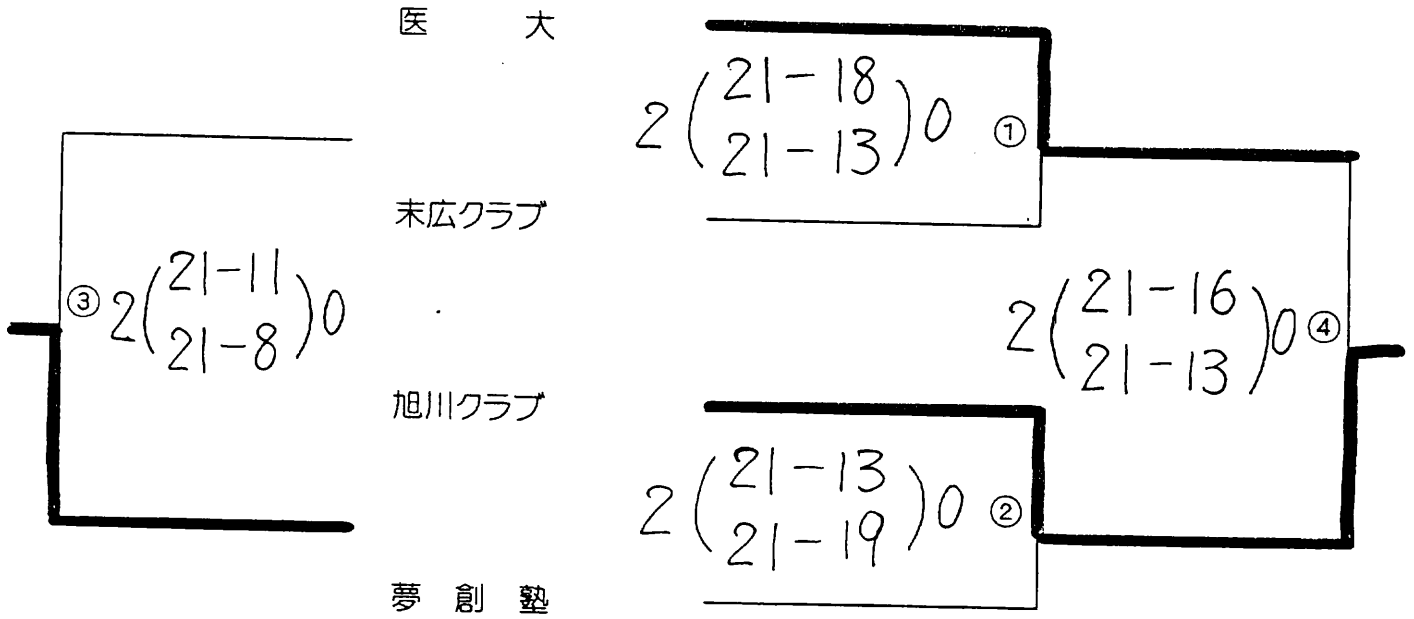 医 大
2 ( 21-18 ) 0 ①
21-13
末広クラブ
③ 2 ( 21-11 ) 0
21-8
2 ( 21-16 ) 0 ④
21-13
旭川クラブ
2 ( 21-13 ) 0 ②
21-19
夢 創 塾